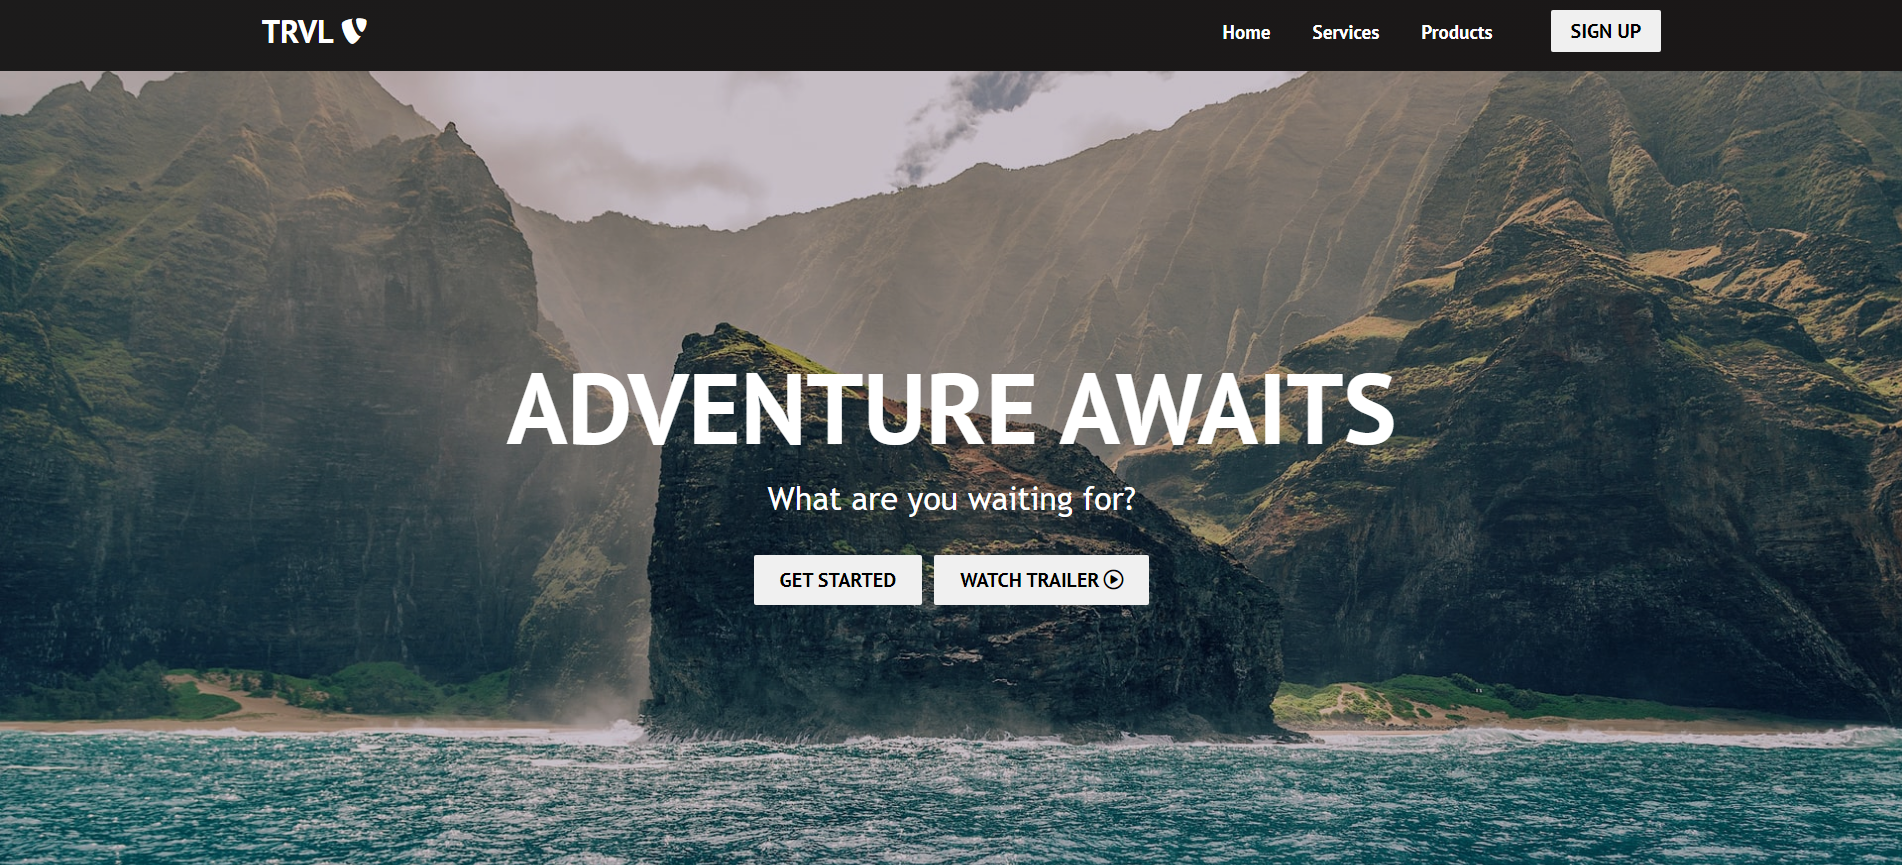 TRVL
Home Services Products SIGN UP
ADVENTURE AWAITS
What are you waiting for?
GET STARTED WATCH TRAILER